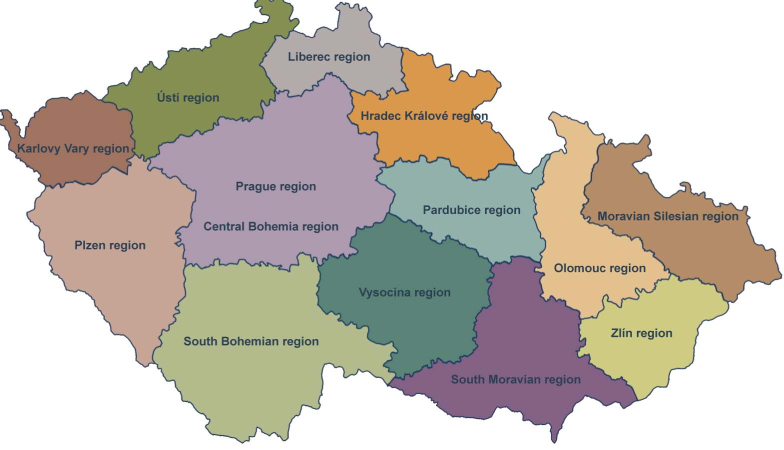 Liberec region
Ústí region
Hradec Králové region
Karlovy Vary region
Prague region
Pardubice region
Moravian Silesian region
Central Bohemia region
Plzen region
Olomouc region
Vysocina region
Zlín region
South Bohemian region
South Moravian region